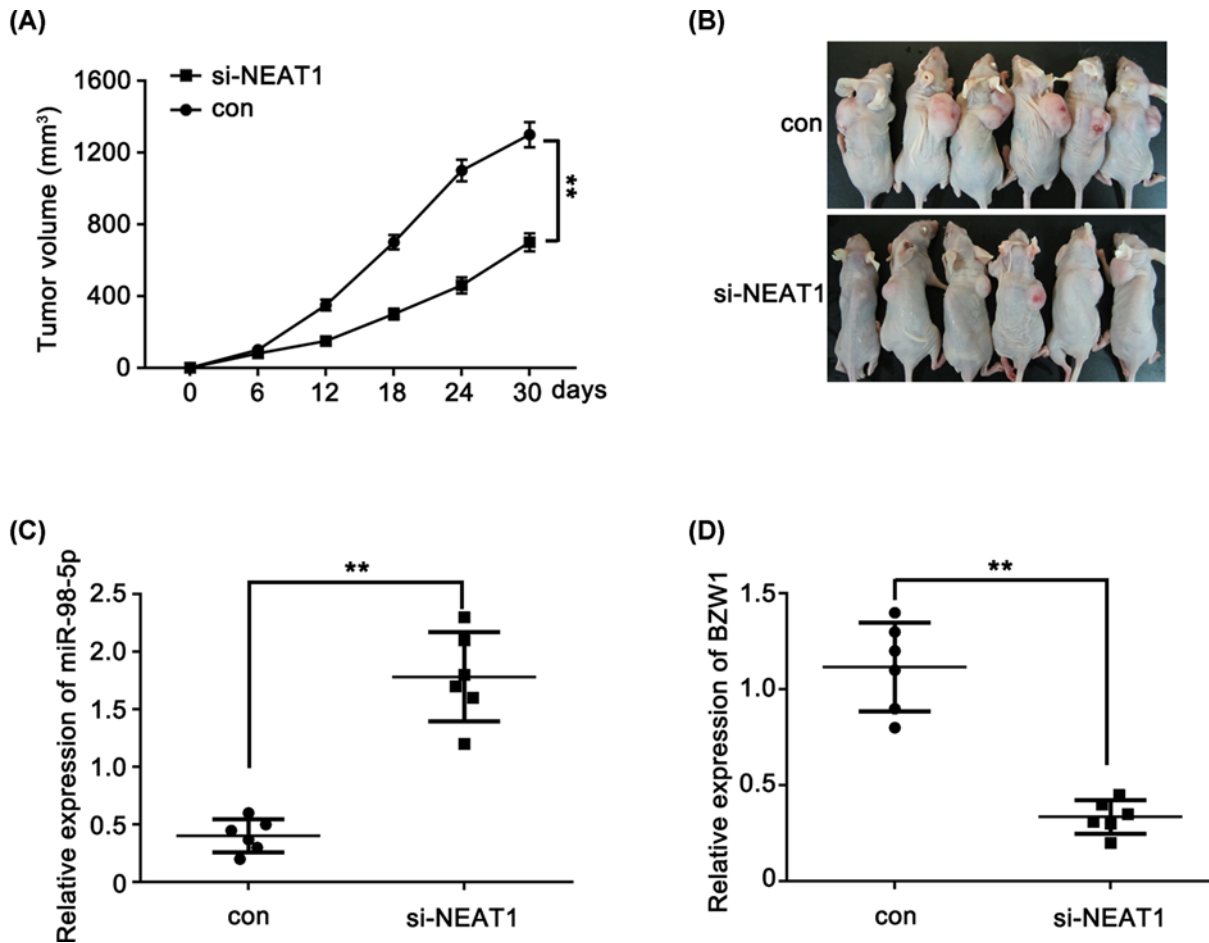 (A)
si-NEAT1
con
Tumor volume (mm³)
1600
1200
800
400
0
0 6 12 18 24 30 days
**
(B)
con
si-NEAT1
(C)
Relative expression of miR-98-5p
2.5
2.0
1.5
1.0
0.5
0
**
con si-NEAT1
(D)
Relative expression of BZW1
1.5
1.0
0.5
0
**
con si-NEAT1